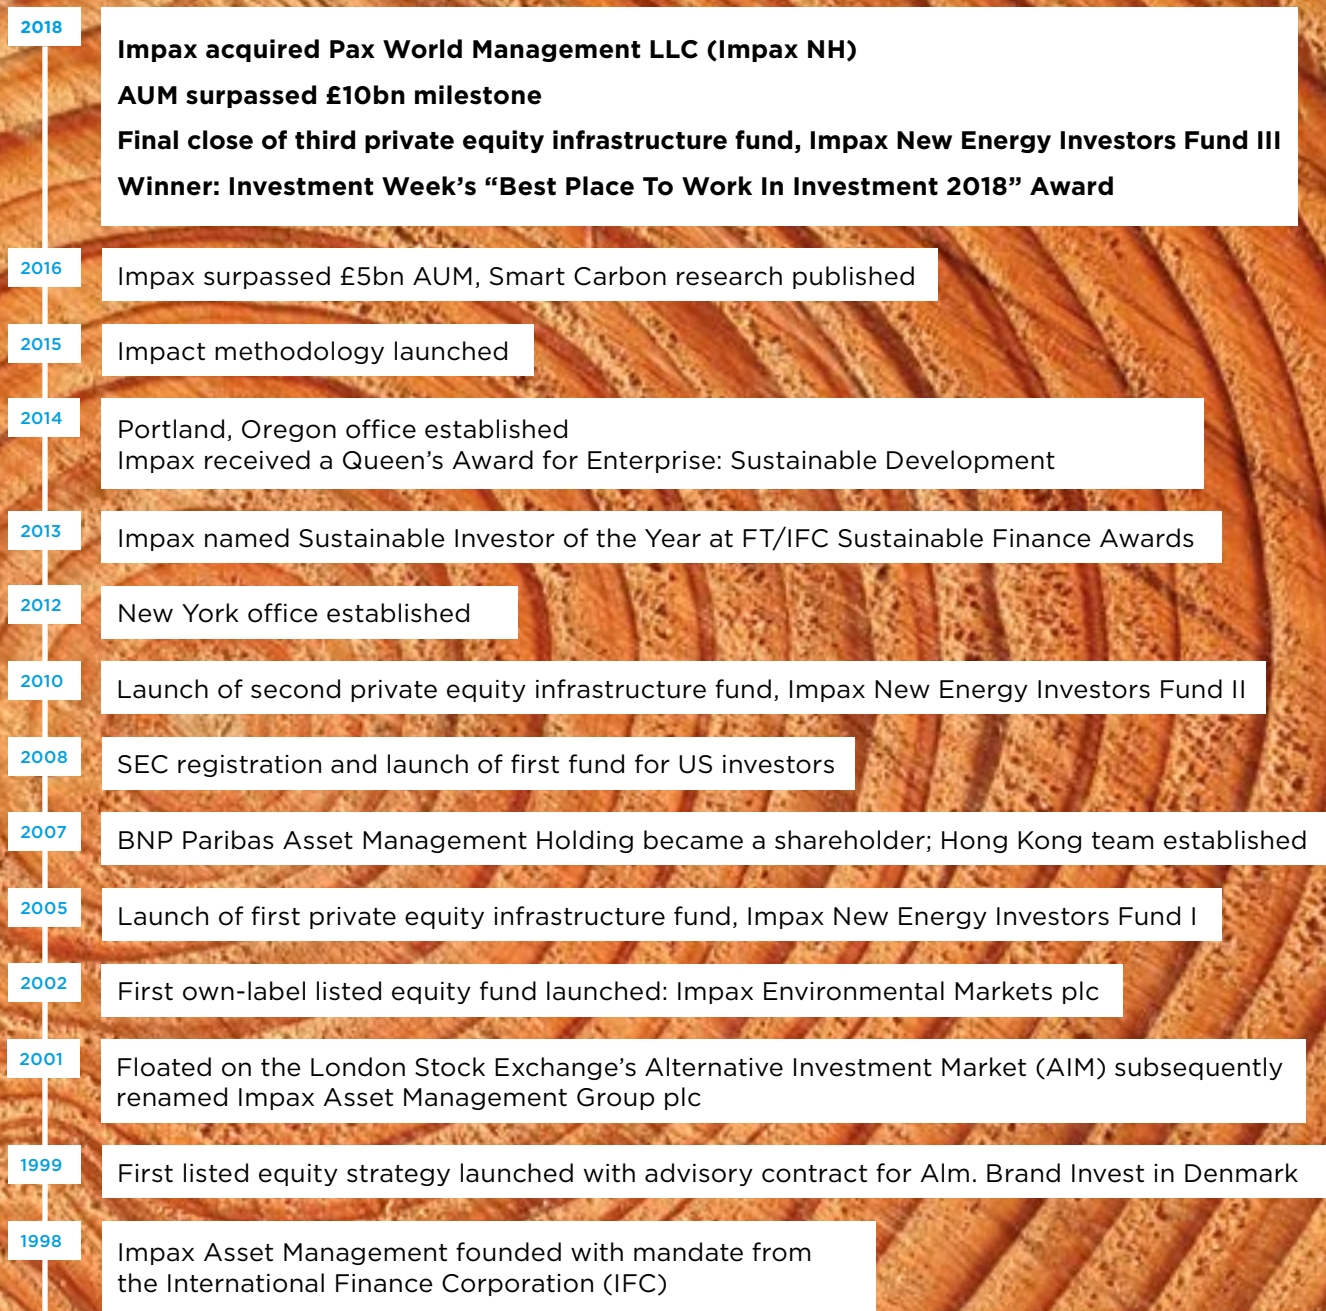 2018
Impax acquired Pax World Management LLC (Impax NH)
AUM surpassed £10bn milestone
Final close of third private equity infrastructure fund, Impax New Energy Investors Fund III
Winner: Investment Week’s “Best Place To Work In Investment 2018” Award
2016
Impax surpassed £5bn AUM, Smart Carbon research published
2015
Impact methodology launched
2014
Portland, Oregon office established
Impax received a Queen’s Award for Enterprise: Sustainable Development
2013
Impax named Sustainable Investor of the Year at FT/IFC Sustainable Finance Awards
2012
New York office established
2010
Launch of second private equity infrastructure fund, Impax New Energy Investors Fund II
2008
SEC registration and launch of first fund for US investors
2007
BNP Paribas Asset Management Holding became a shareholder; Hong Kong team established
2005
Launch of first private equity infrastructure fund, Impax New Energy Investors Fund I
2002
First own-label listed equity fund launched: Impax Environmental Markets plc
2001
Floated on the London Stock Exchange’s Alternative Investment Market (AIM) subsequently
renamed Impax Asset Management Group plc
1999
First listed equity strategy launched with advisory contract for Alm. Brand Invest in Denmark
1998
Impax Asset Management founded with mandate from
the International Finance Corporation (IFC)